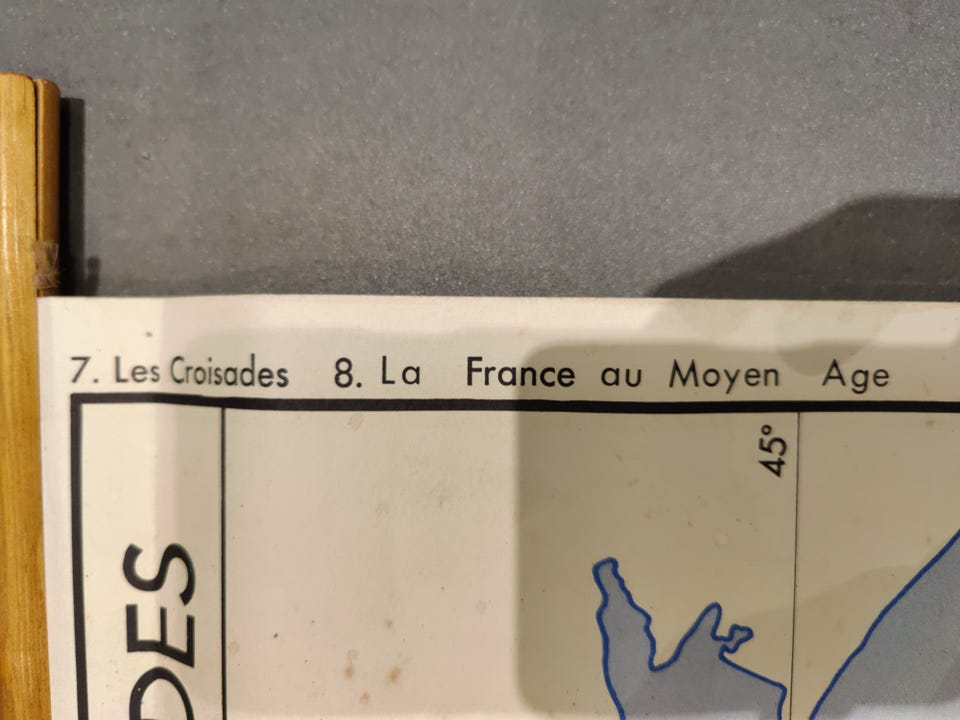 7. Les Croisades 8. La France au Moyen Age
45°
DES